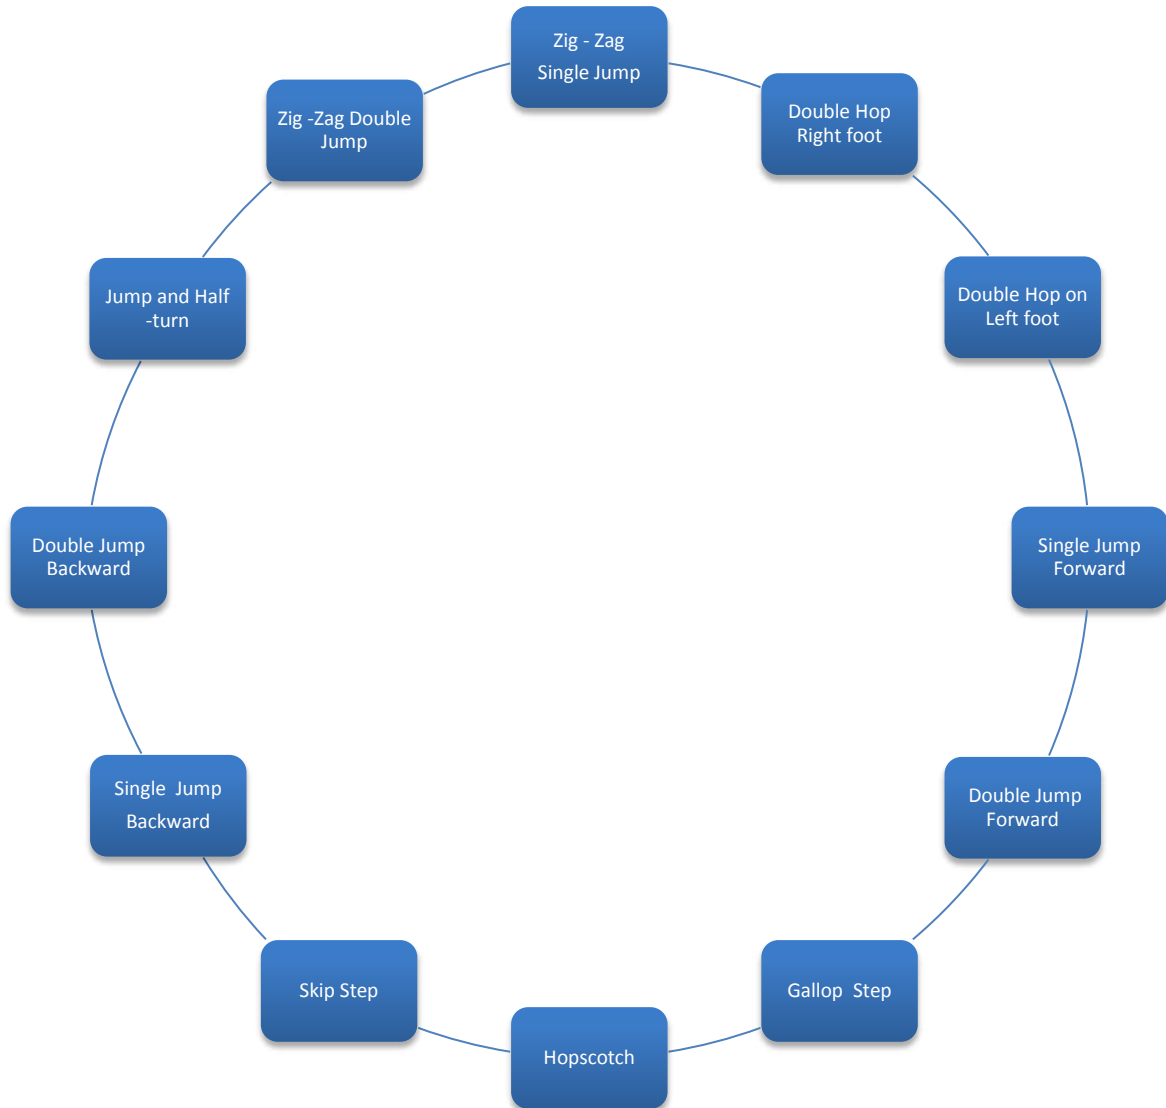 Zig - Zag
Single Jump
Double Hop
Right foot
Double Hop on
Left foot
Single Jump
Forward
Double Jump
Forward
Gallop  Step
Hopscotch
Skip Step
Single  Jump
Backward
Double Jump
Backward
Jump and Half
-turn
Zig -Zag Double
Jump